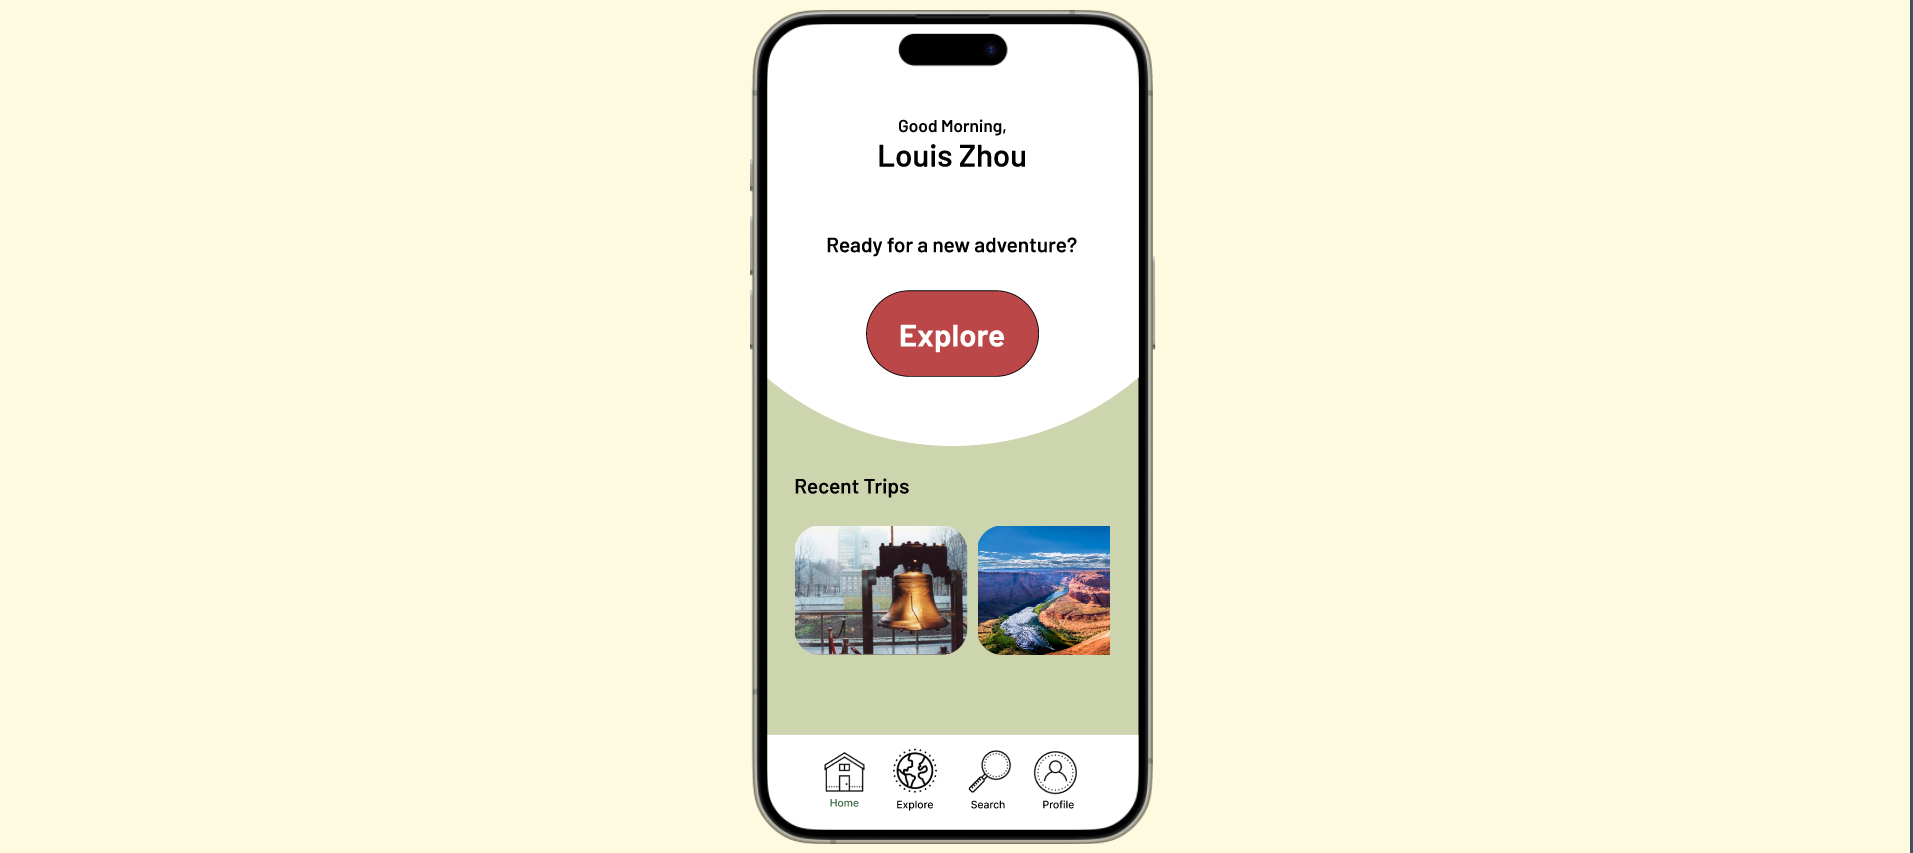 Good Morning,
Louis Zhou
Ready for a new adventure?
Explore
Recent Trips
Home
Explore
Search
Profile